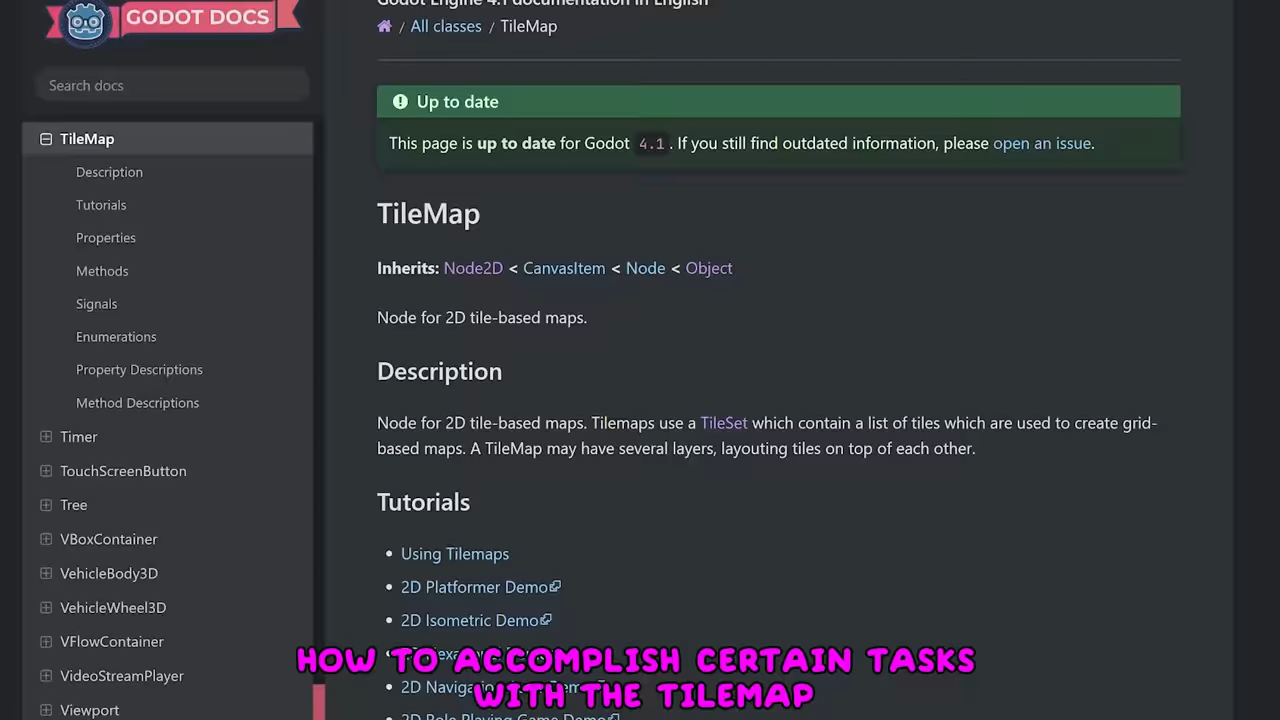 GODOT DOCS
Search docs
TileMap
Description
Tutorials
Properties
Methods
Signals
Enumerations
Property Descriptions
Method Descriptions
Timer
TouchScreenButton
Tree
VBoxContainer
VehicleBody3D
VehicleWheel3D
VFlowContainer
VideoStreamPlayer
Viewport
Godot Engine 4.1 documentation in English
/ All classes / TileMap
Up to date
This page is up to date for Godot 4.1. If you still find outdated information, please open an issue.
TileMap
Inherits: Node2D < CanvasItem < Node < Object
Node for 2D tile-based maps.
Description
Node for 2D tile-based maps. Tilemaps use a TileSet which contain a list of tiles which are used to create grid-
based maps. A TileMap may have several layers, layouting tiles on top of each other.
Tutorials
Using Tilemaps
2D Platformer Demo
2D Isometric Demo
2D
2D Navigation
2D Role Playing Game Demo
HOW TO ACCOMPLISH CERTAIN TASKS
WITH THE TILEMAP